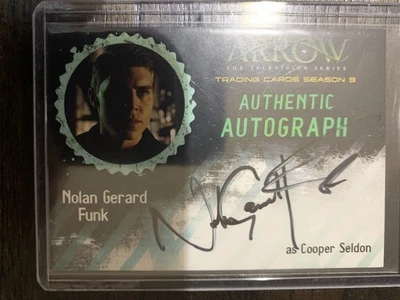 ARROW
THE TELEVISION SERIES
TRADING CARDS SEASON 3
AUTHENTIC
AUTOGRAPH
Nolan Gerard
Funk
as Cooper Seldon